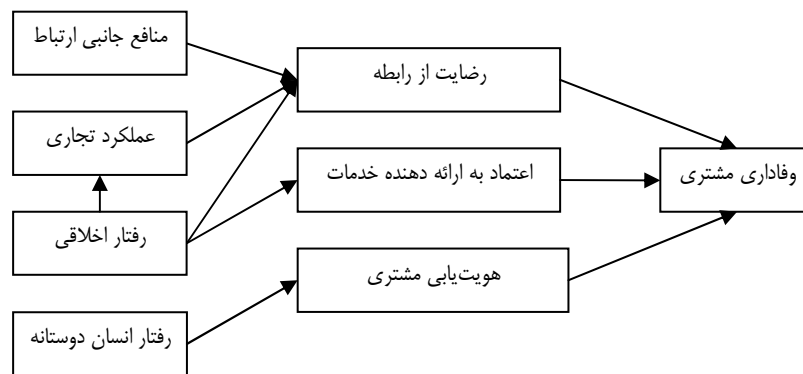 منافع جانبی ارتباط
رضایت از رابطه
عملکرد تجاری
اعتماد به ارائه دهنده خدمات
وفاداری مشتری
رفتار اخلاقی
هویت‌یابی مشتری
رفتار انسان دوستانه